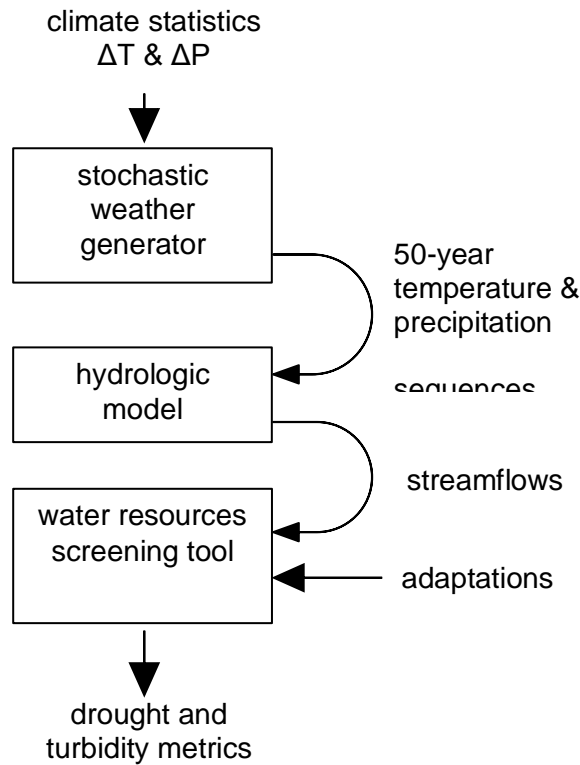 climate statistics
ΔT & ΔP
stochastic
weather
generator
50-year
temperature &
precipitation
sequences
hydrologic
model
streamflows
water resources
screening tool
adaptations
drought and
turbidity metrics